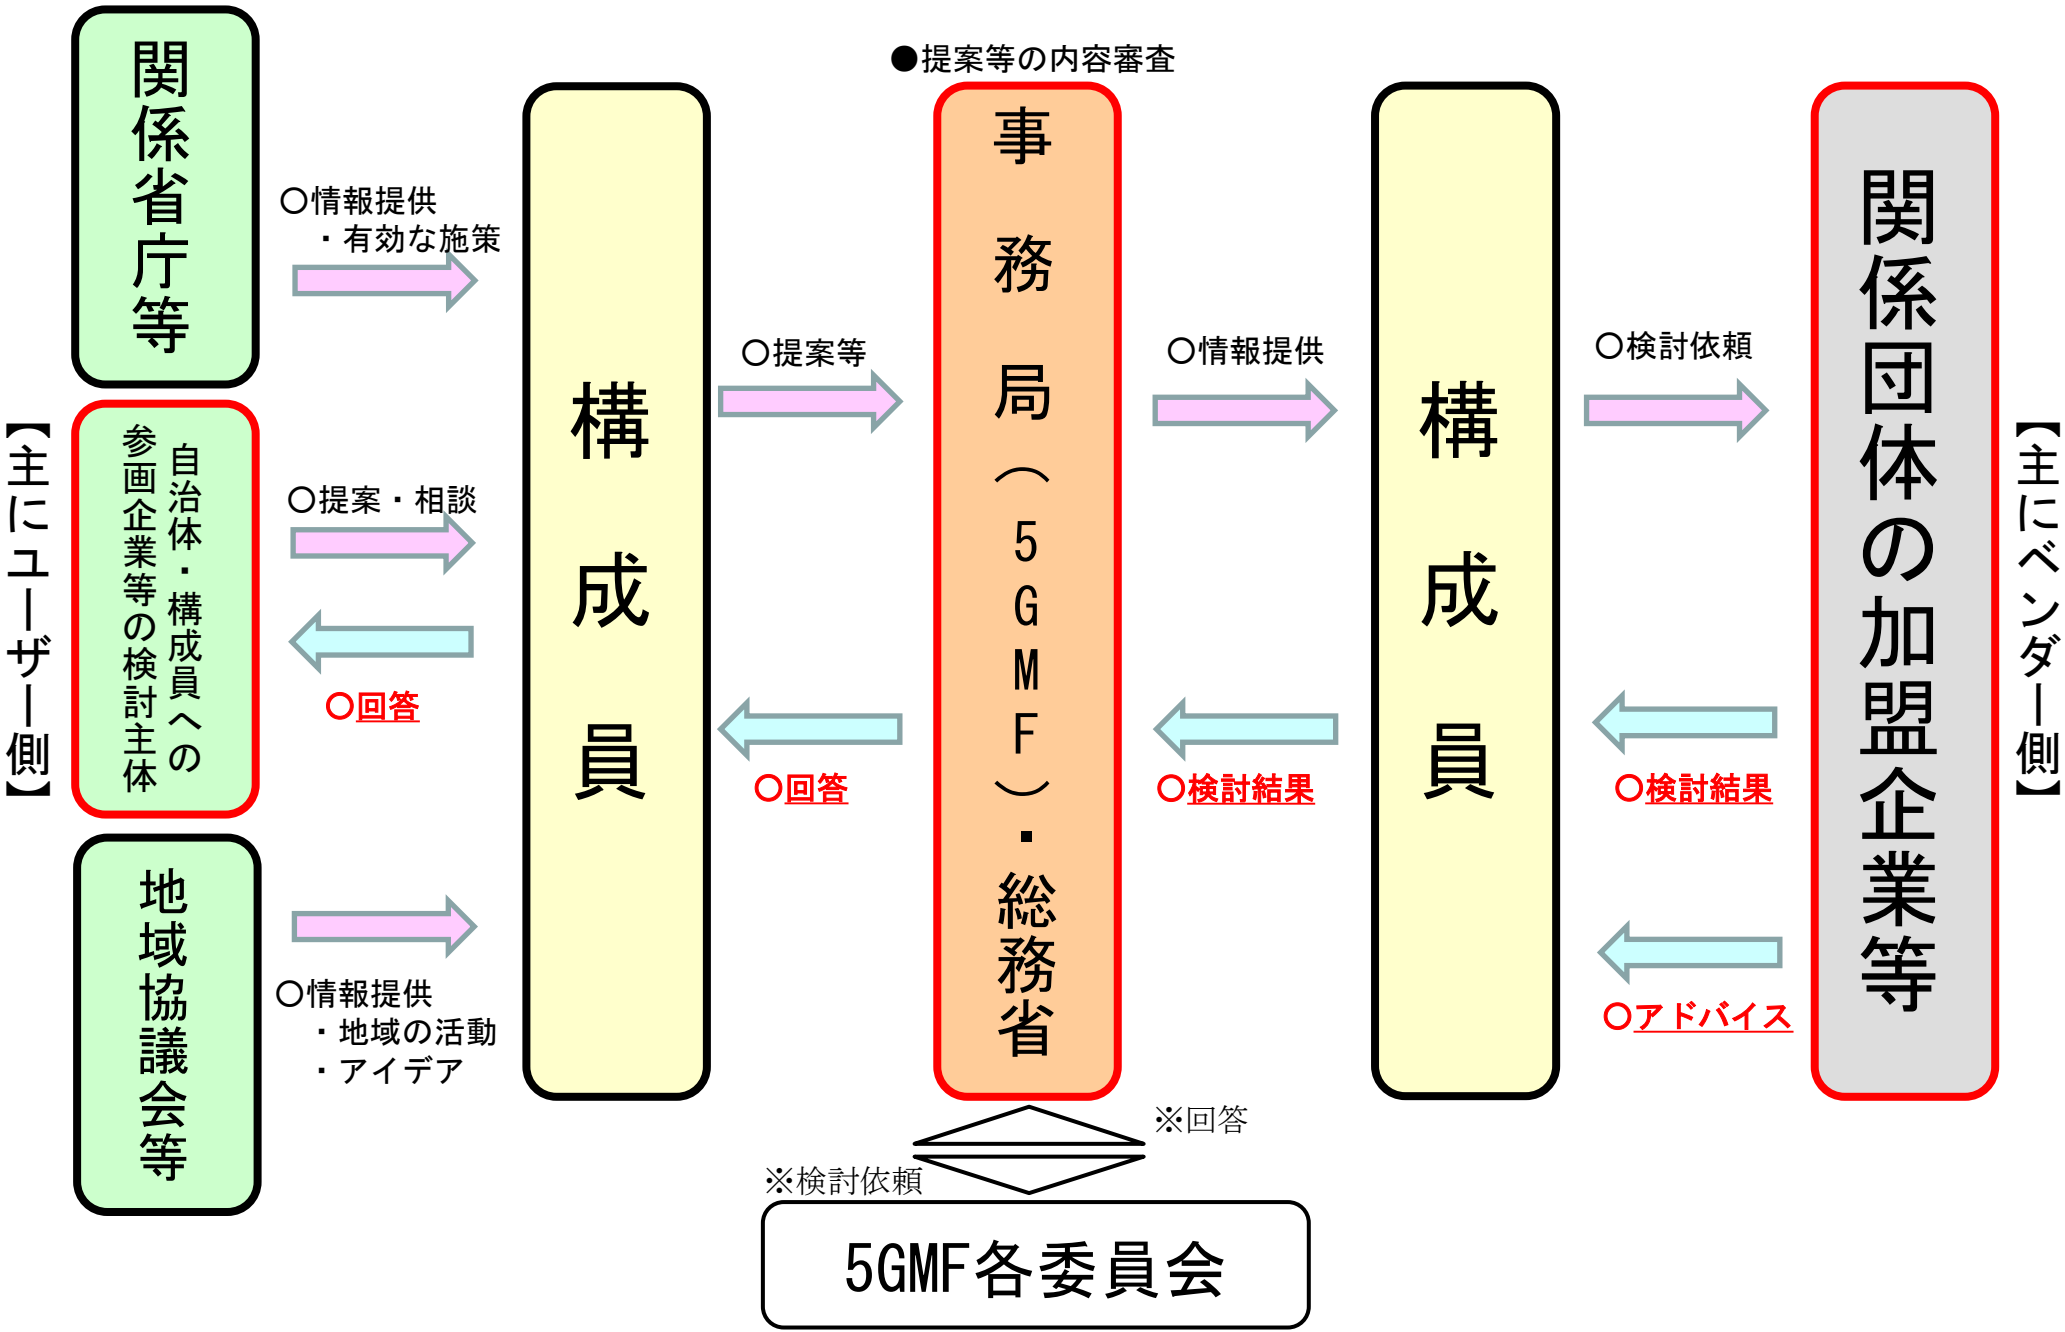 【主にユーザー側】
関係省庁等
自治体・構成員への
参画企業等の検討主体
地域協議会等
○情報提供
・有効な施策
○提案・相談
○回答
○情報提供
・地域の活動
・アイデア
構成員
○提案等
○回答
●提案等の内容審査
事務局（５ＧＭＦ）・総務省
○情報提供
○検討結果
構成員
○検討依頼
○検討結果
○アドバイス
関係団体の加盟企業等
【主にベンダー側】
※回答
※検討依頼
5GMF各委員会